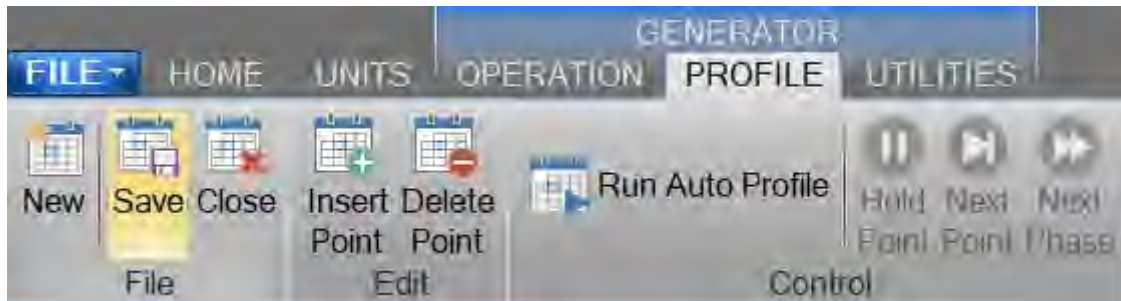 GENERATOR
FILE HOME UNITS OPERATION PROFILE UTILITIES
New Save Close Insert Delete Run Auto Profile Hold Next Next
Point Point Point Point Phase
File Edit Control